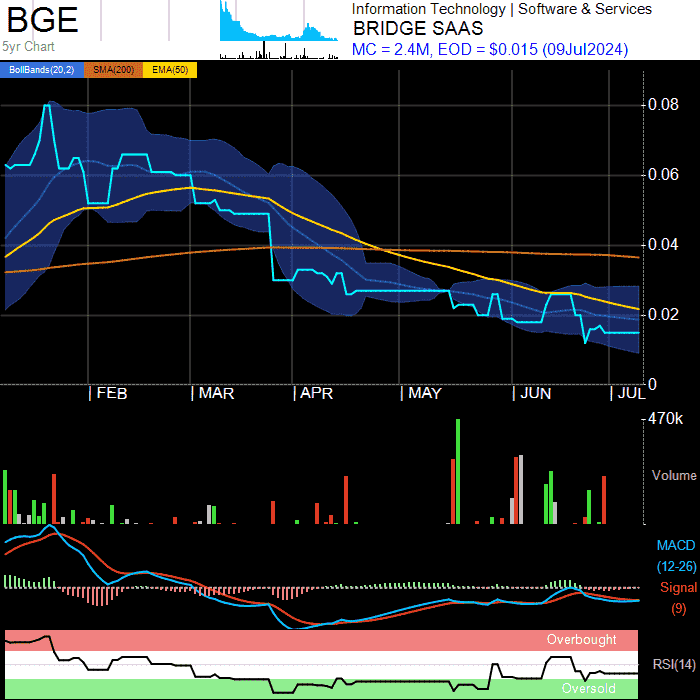 BGE
5yr Chart
Information Technology | Software & Services
BRIDGE SAAS
MC = 2.4M, EOD = $0.015 (09Jul2024)
BollBands(20,2) SMA(200) EMA(50)
0.08
0.06
0.04
0.02
0
FEB MAR APR MAY JUN JUL
470k
Volume
MACD
(12-26)
Signal
(9)
Overbought
RSI(14)
Oversold